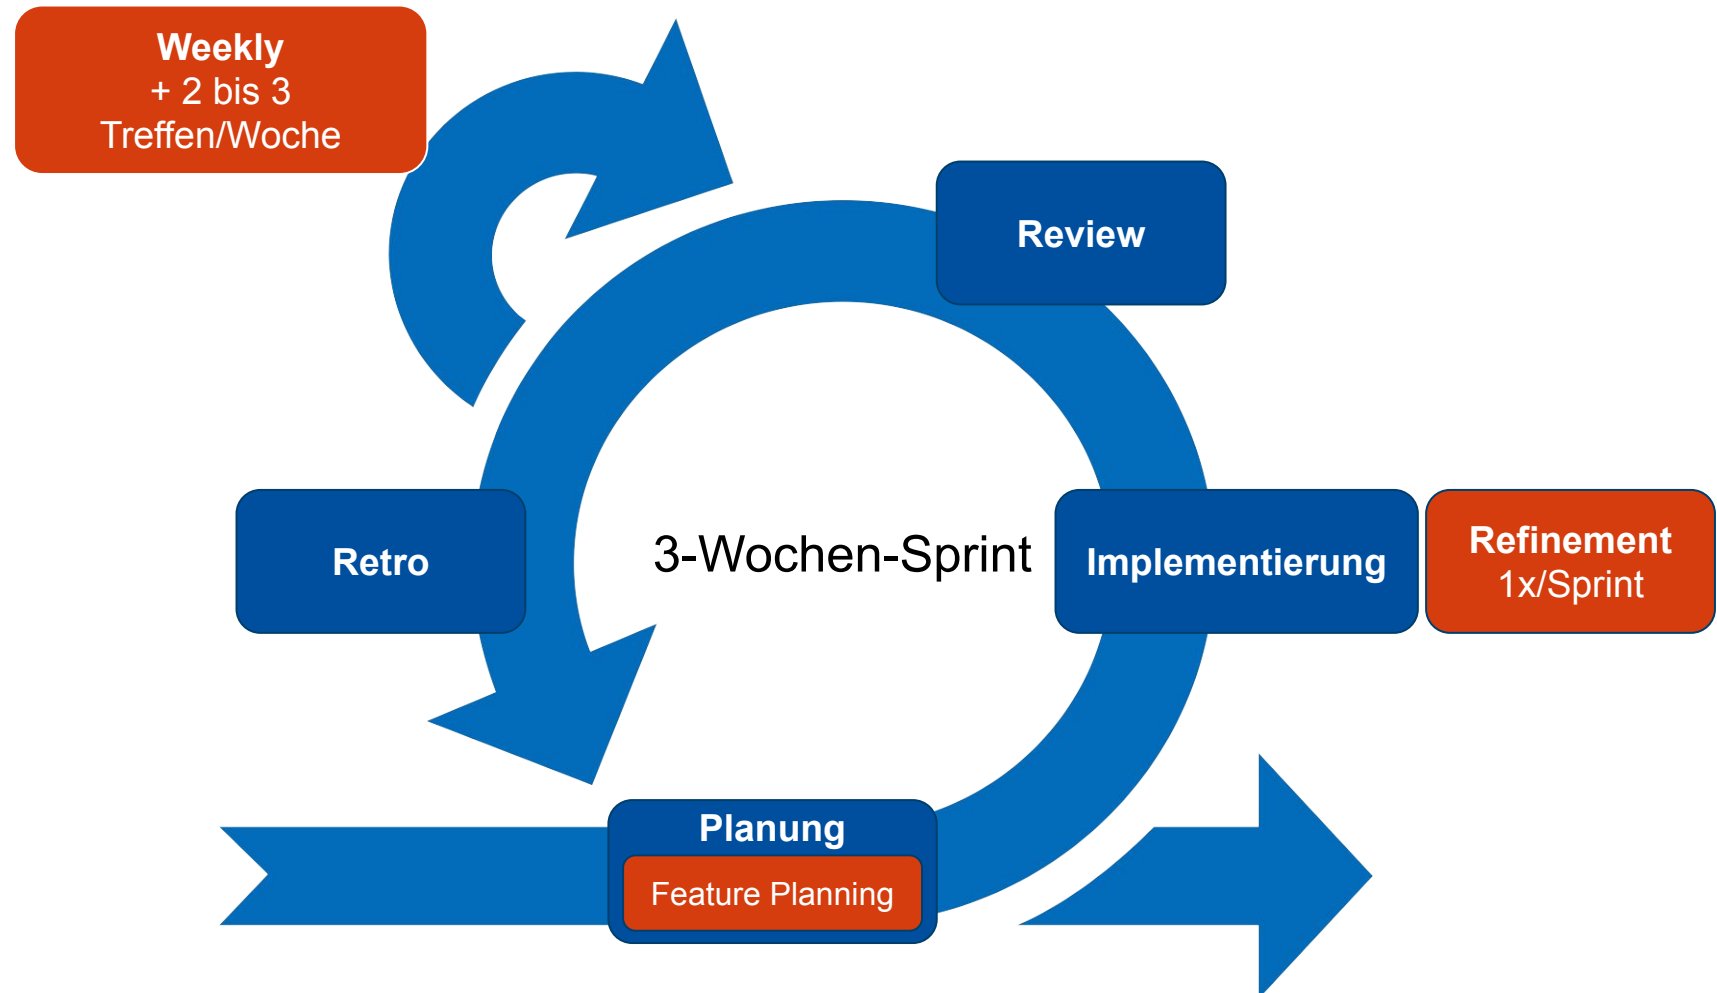 Weekly
+ 2 bis 3
Treffen/Woche
Review
Retro
3-Wochen-Sprint
Implementierung
Refinement
1x/Sprint
Planung
Feature Planning